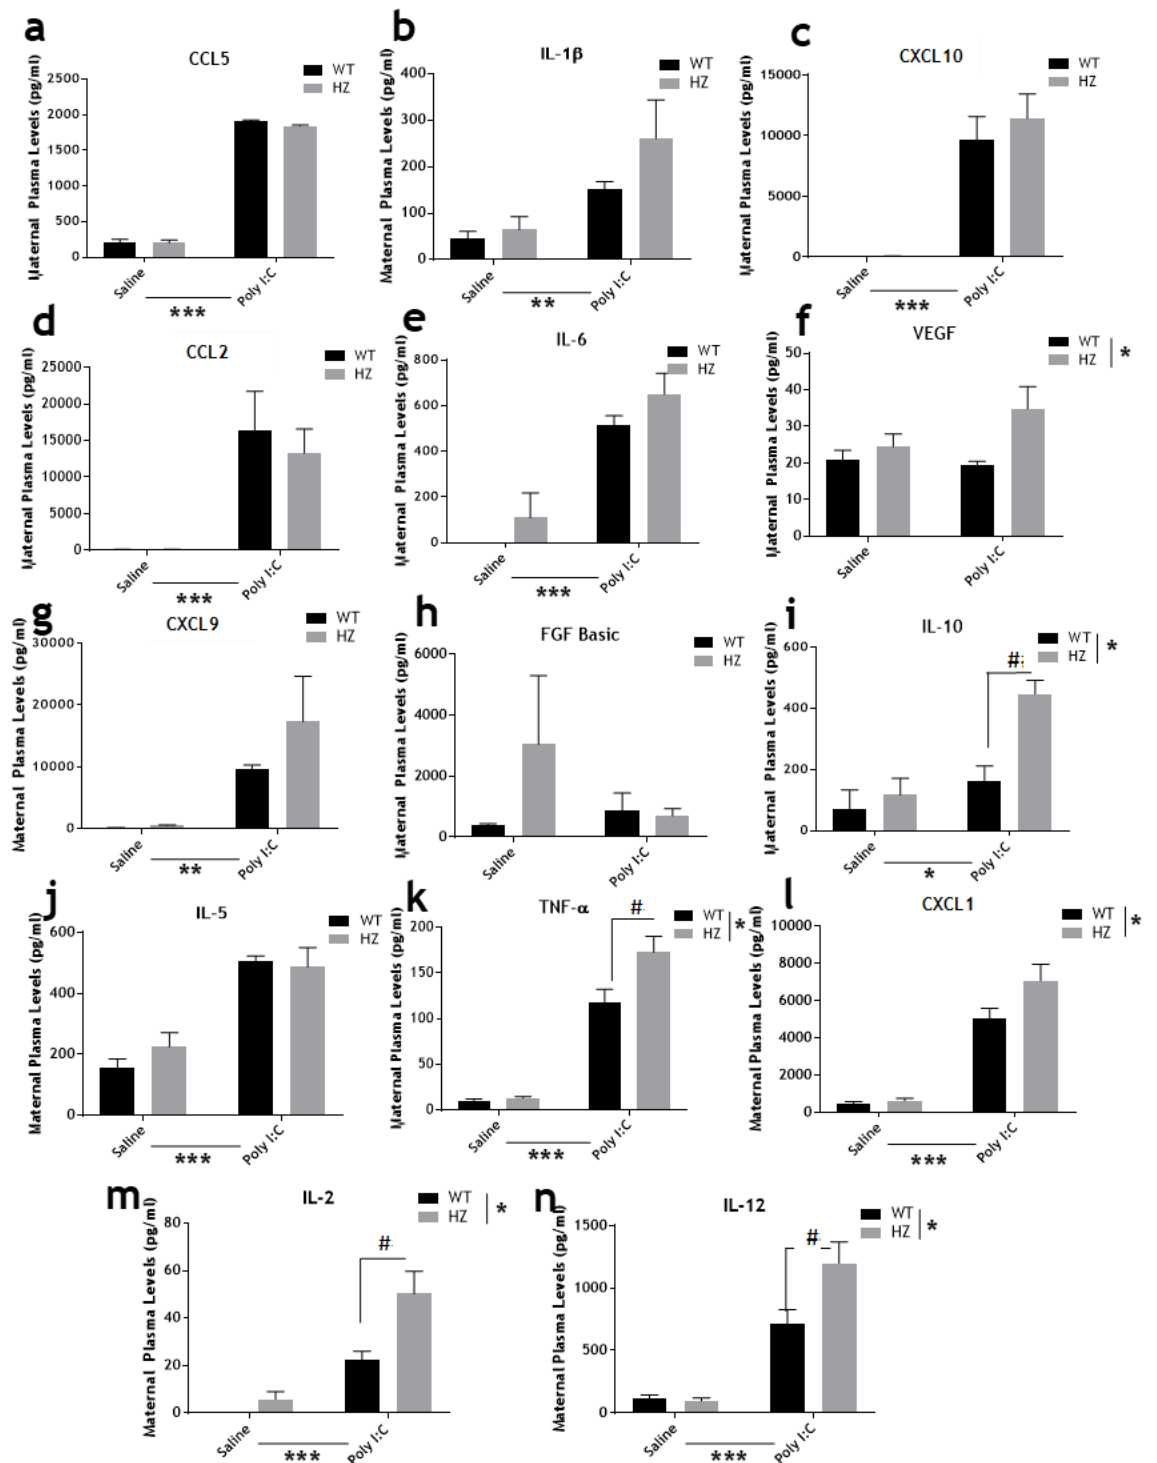 a
CCL5
WT
HZ
Maternal Plasma Levels (pg/ml)
2500
2000
1500
1000
500
0
Saline
Poly I:C
***
b
IL-1β
WT
HZ
Maternal Plasma Levels (pg/ml)
400
300
200
100
0
Saline
Poly I:C
**
c
CXCL10
WT
HZ
Maternal Plasma Levels (pg/ml)
15000
10000
5000
0
Saline
Poly I:C
***
d
CCL2
WT
HZ
Maternal Plasma Levels (pg/ml)
25000
20000
15000
10000
5000
0
Saline
Poly I:C
***
e
IL-6
WT
HZ
Maternal Plasma Levels (pg/ml)
800
600
400
200
0
Saline
Poly I:C
***
f
VEGF
WT
HZ
*
Maternal Plasma Levels (pg/ml)
50
40
30
20
10
0
Saline
Poly I:C
g
CXCL9
WT
HZ
Maternal Plasma Levels (pg/ml)
30000
20000
10000
0
Saline
Poly I:C
**
h
FGF Basic
WT
HZ
Maternal Plasma Levels (pg/ml)
6000
4000
2000
0
Saline
Poly I:C
i
IL-10
WT
HZ
*
#
Maternal Plasma Levels (pg/ml)
600
400
200
0
Saline
Poly I:C
*
j
IL-5
WT
HZ
Maternal Plasma Levels (pg/ml)
600
400
200
0
Saline
Poly I:C
***
k
TNF-α
WT
HZ
*
#
Maternal Plasma Levels (pg/ml)
200
150
100
50
0
Saline
Poly I:C
***
l
CXCL1
WT
HZ
*
Maternal Plasma Levels (pg/ml)
10000
8000
6000
4000
2000
0
Saline
Poly I:C
***
m
IL-2
WT
HZ
*
#
Maternal Plasma Levels (pg/ml)
80
60
40
20
0
Saline
Poly I:C
***
n
IL-12
WT
HZ
*
#
Maternal Plasma Levels (pg/ml)
1500
1000
500
0
Saline
Poly I:C
***